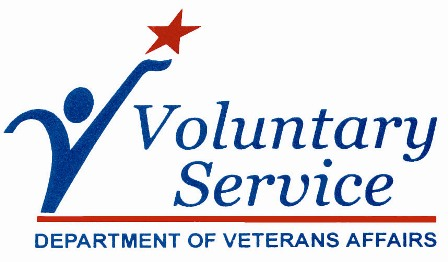 Voluntary
Service
DEPARTMENT OF VETERANS AFFAIRS